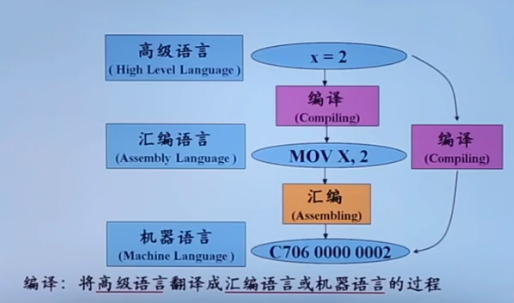 高级语言
(High Level Language)
x = 2
编译
(Compiling)
汇编语言
(Assembly Language)
MOV X, 2
编译
(Compiling)
汇编
(Assembling)
机器语言
(Machine Language)
C706 0000 0002
编译：将高级语言翻译成汇编语言或机器语言的过程